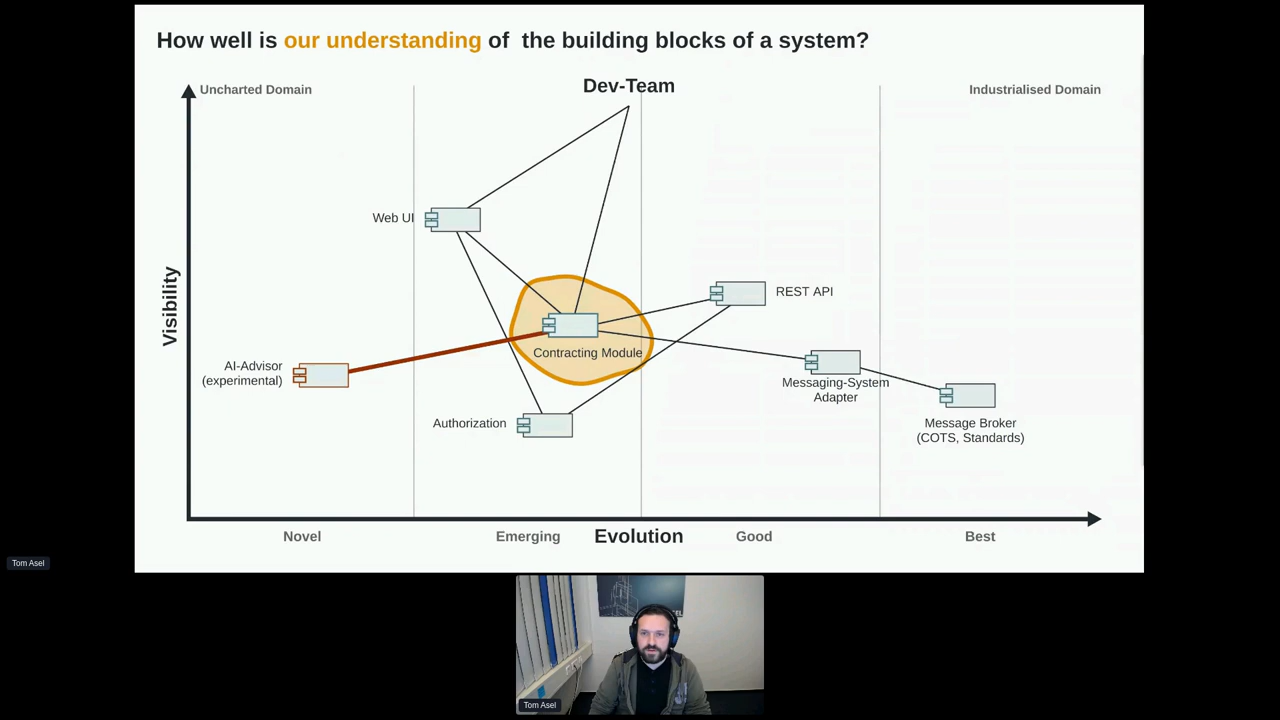 How well is our understanding of the building blocks of a system?
Uncharted Domain
Dev-Team
Industrialised Domain
Web UI
Visibility
REST API
Contracting Module
AI-Advisor
(experimental)
Messaging-System
Adapter
Authorization
Message Broker
(COTS, Standards)
Novel
Emerging
Evolution
Good
Best
Tom Asel
Tom Asel